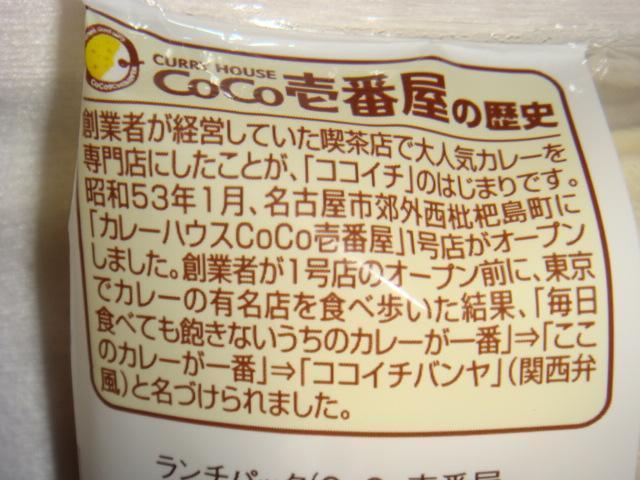 CURRY HOUSE
CoCo壱番屋の歴史
創業者が経営していた喫茶店で大人気カレーを
専門店にしたことが、「ココイチ」のはじまりです。
昭和53年1月、名古屋市郊外西枇杷島町に
「カレーハウスCoCo壱番屋」1号店がオープン
しました。創業者が1号店のオープン前に、東京
でカレーの有名店を食べ歩いた結果、「毎日
食べても飽きないうちのカレーが一番」⇒「ここ
のカレーが一番」⇒「ココイチバンヤ」(関西弁
風)と名づけられました。
ランチパック